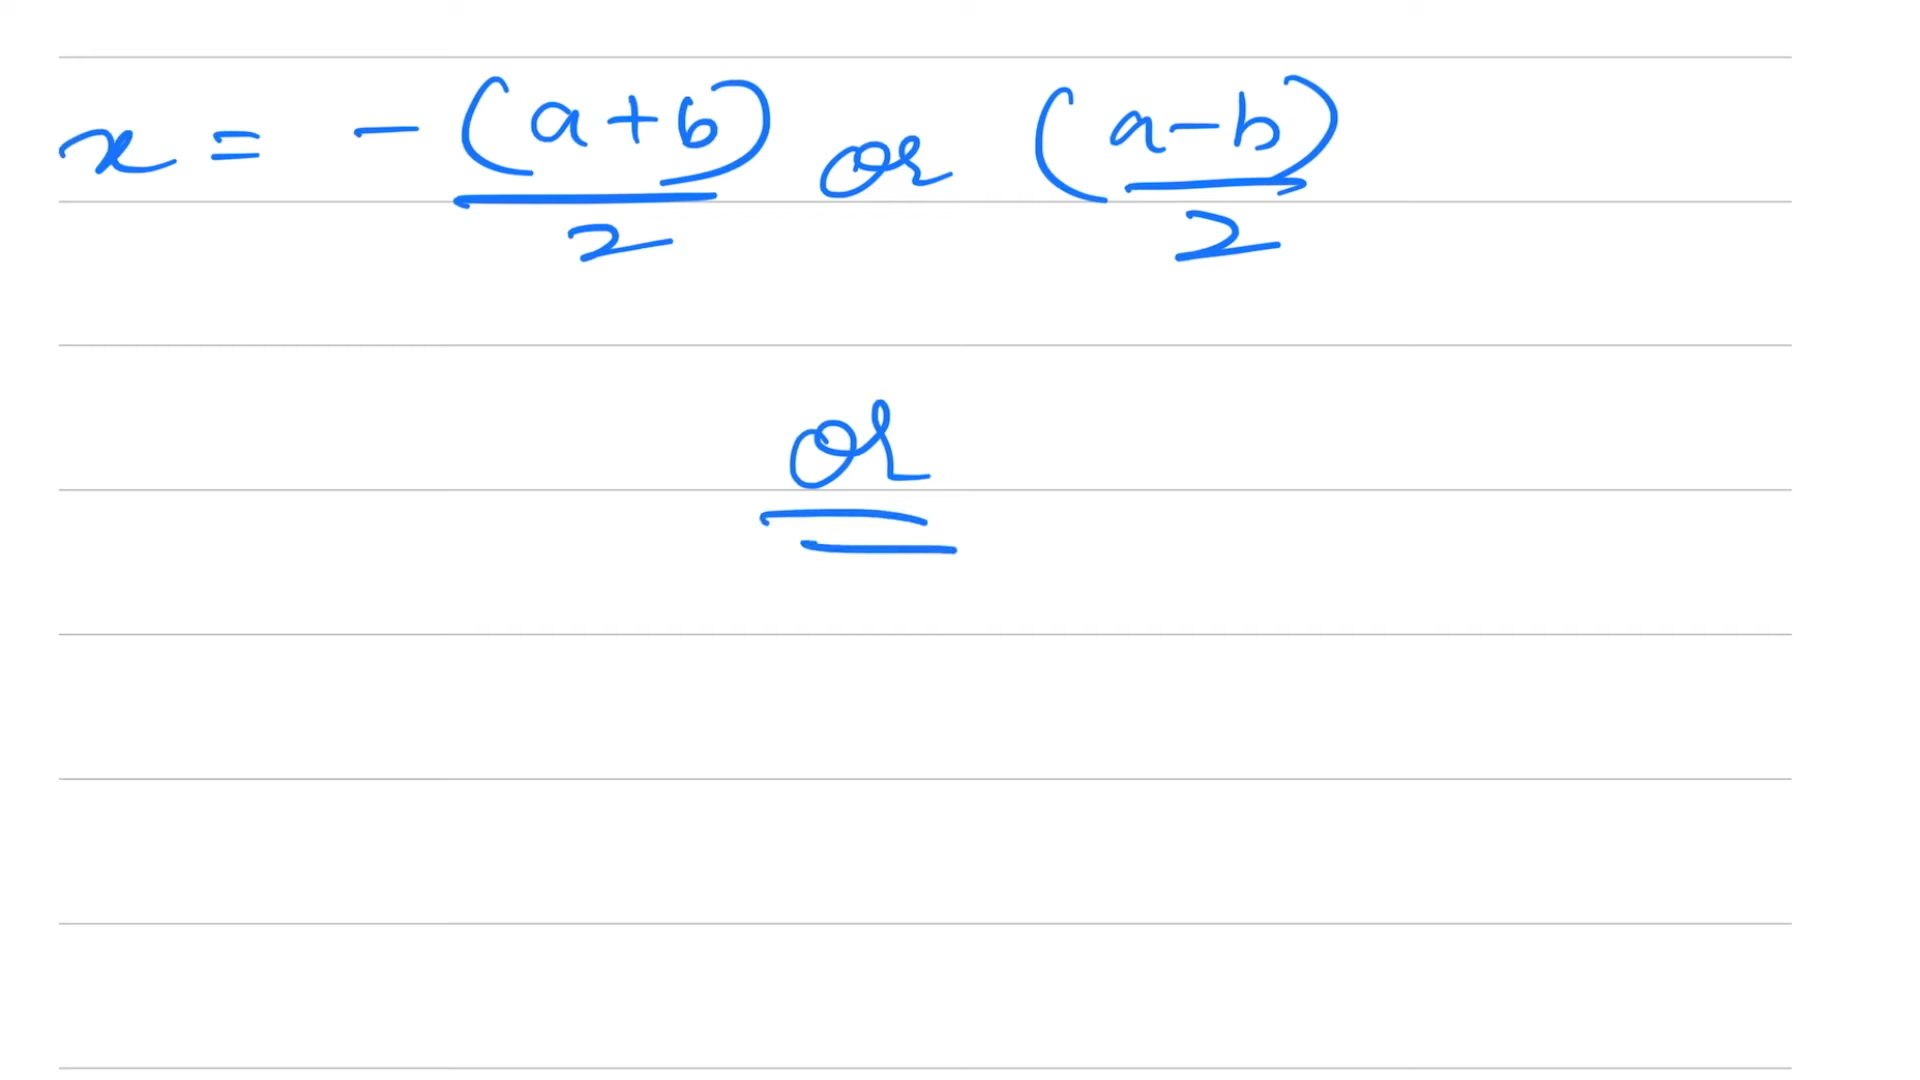 x = -(a+b)/2 or (a-b)/2
or